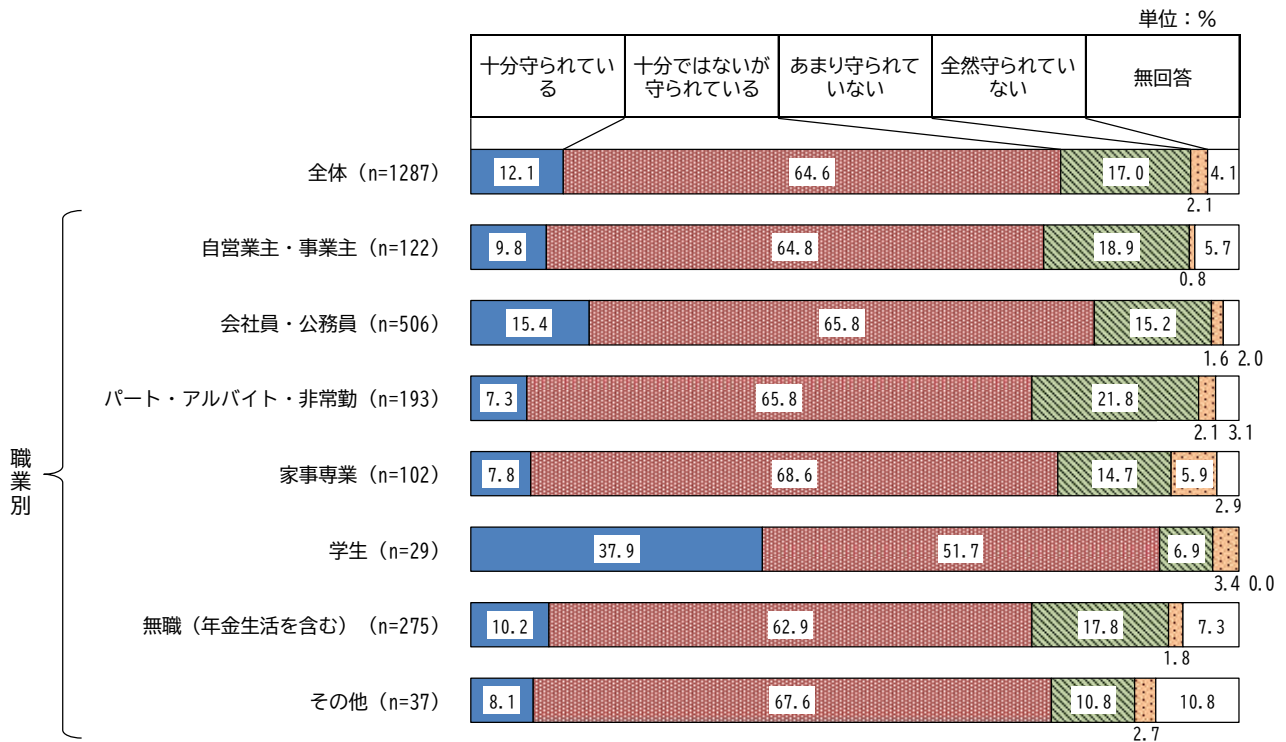 単位：%
十分守られてい
る
十分ではないが
守られている
あまり守られて
いない
全然守られてい
ない
無回答
全体（n=1287）
12.1 64.6 17.0 2.1 4.1
職業別
自営業主・事業主（n=122）
9.8 64.8 18.9 0.8 5.7
会社員・公務員（n=506）
15.4 65.8 15.2 1.6 2.0
パート・アルバイト・非常勤（n=193）
7.3 65.8 21.8 2.1 3.1
家事専業（n=102）
7.8 68.6 14.7 5.9 2.9
学生（n=29）
37.9 51.7 6.9 3.4 0.0
無職（年金生活を含む）（n=275）
10.2 62.9 17.8 1.8 7.3
その他（n=37）
8.1 67.6 10.8 2.7 10.8